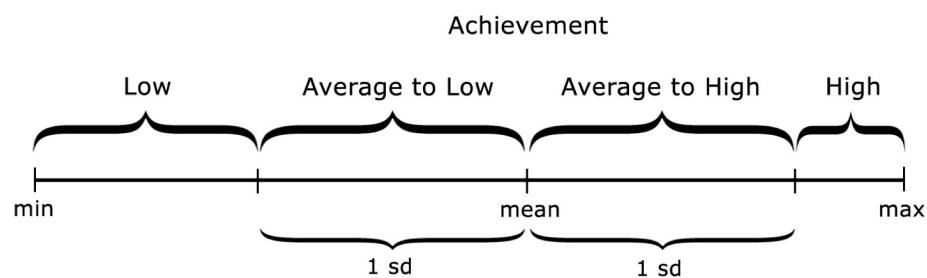 Achievement
Low Average to Low Average to High High
min mean max
1 sd 1 sd